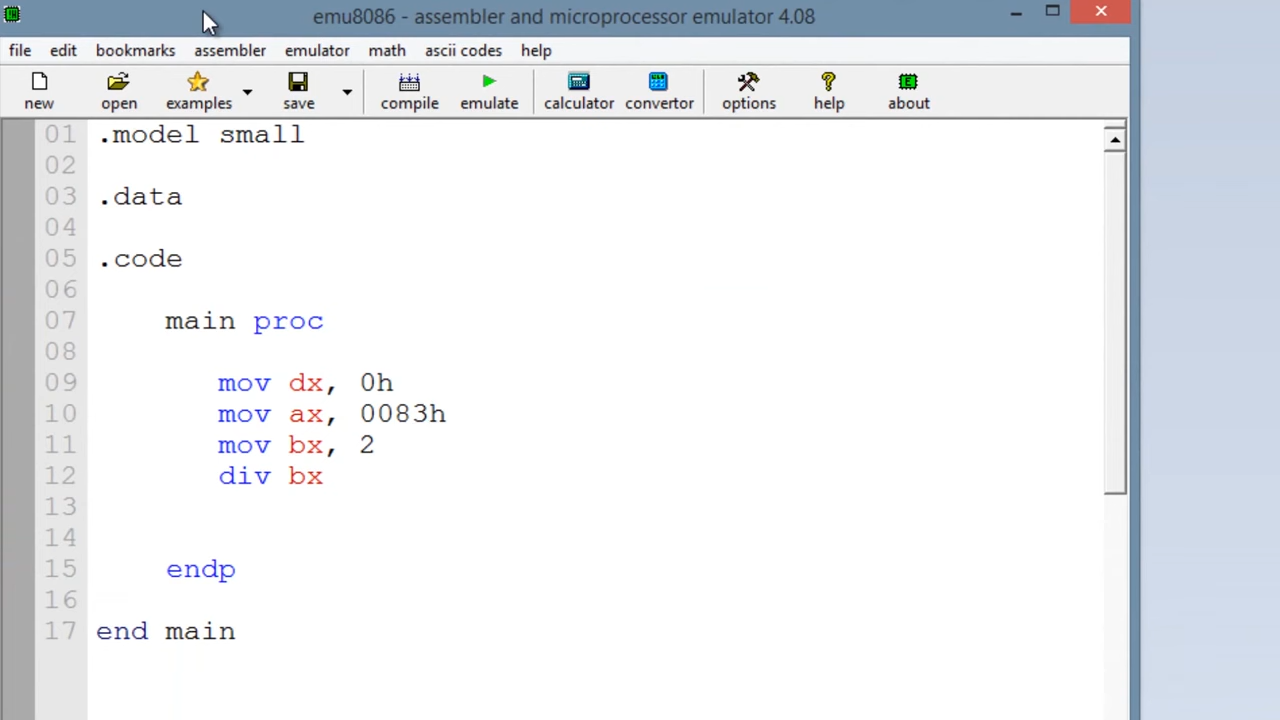 emu8086 - assembler and microprocessor emulator 4.08
file edit bookmarks assembler emulator math ascii codes help
new open examples save compile emulate calculator convertor options help about
01 .model small
02
03 .data
04
05 .code
06
07 main proc
08
09 mov dx, 0h
10 mov ax, 0083h
11 mov bx, 2
12 div bx
13
14
15 endp
16
17 end main